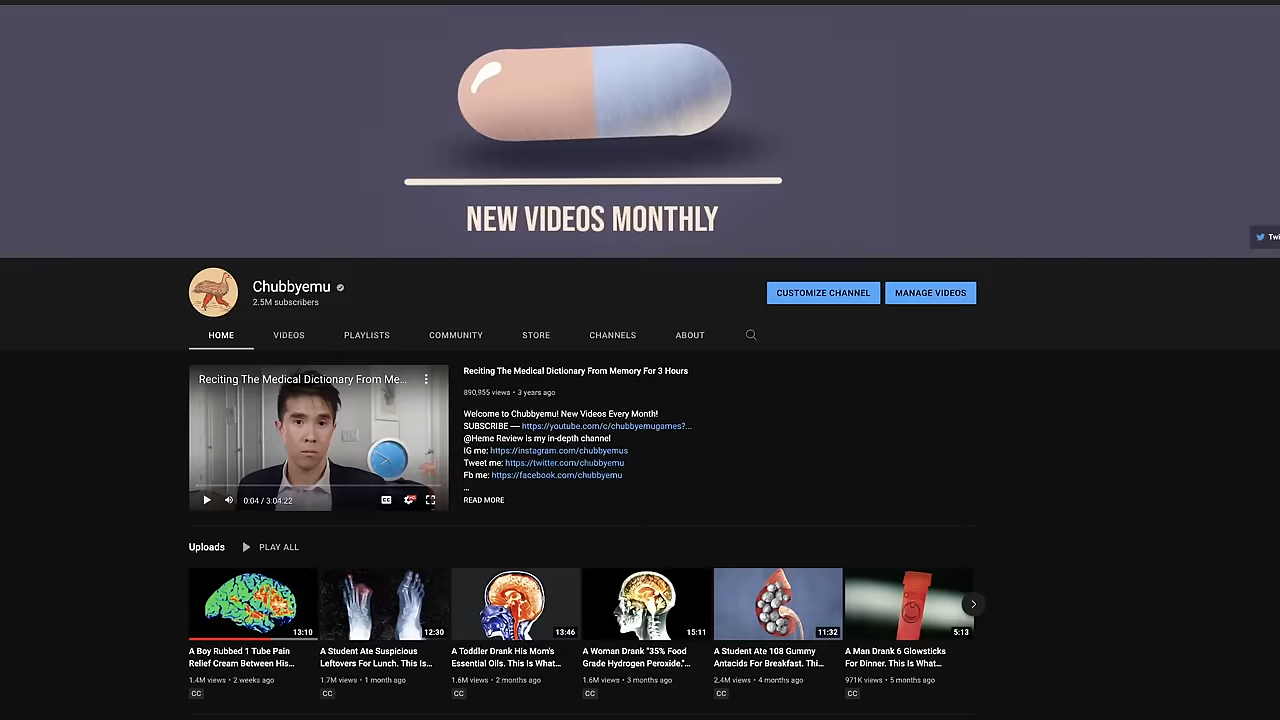 NEW VIDEOS MONTHLY
Twi
Chubbyemu
2.5M subscribers
CUSTOMIZE CHANNEL
MANAGE VIDEOS
HOME
VIDEOS
PLAYLISTS
COMMUNITY
STORE
CHANNELS
ABOUT
Reciting The Medical Dictionary From Me...
0:04 / 3:04:22
CC
Reciting The Medical Dictionary From Memory For 3 Hours
890,955 views • 3 years ago
Welcome to Chubbyemu! New Videos Every Month!
SUBSCRIBE — https://youtube.com/c/chubbyemugames?...
@Heme Review is my in-depth channel
IG me: https://instagram.com/chubbyemus
Tweet me: https://twitter.com/chubbyemu
Fb me: https://facebook.com/chubbyemu
...
READ MORE
Uploads
PLAY ALL
13:10
A Boy Rubbed 1 Tube Pain
Relief Cream Between His...
1.4M views • 2 weeks ago
CC
12:30
A Student Ate Suspicious
Leftovers For Lunch. This Is...
1.7M views • 1 month ago
CC
13:46
A Toddler Drank His Mom's
Essential Oils. This Is What...
1.6M views • 2 months ago
CC
15:11
A Woman Drank "35% Food
Grade Hydrogen Peroxide."...
1.6M views • 3 months ago
CC
11:32
A Student Ate 108 Gummy
Antacids For Breakfast. Thi...
2.4M views • 4 months ago
CC
5:13
A Man Drank 6 Glowsticks
For Dinner. This Is What...
971K views • 5 months ago
CC